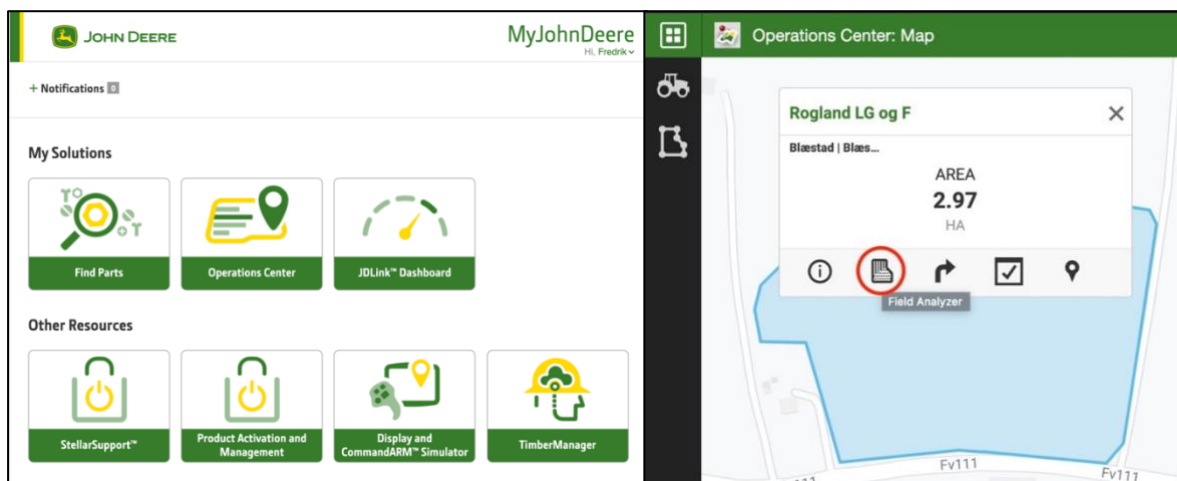 JOHN DEERE
MyJohnDeere
Hi, Fredrik
+ Notifications 0
My Solutions
Find Parts
Operations Center
JDLink™ Dashboard
Other Resources
StellarSupport™
Product Activation and
Management
Display and
CommandARM™ Simulator
TimberManager
Operations Center: Map
Rogland LG og F
Blæstad | Blæs...
AREA
2.97
HA
Field Analyzer
Fv111
Fv111
111